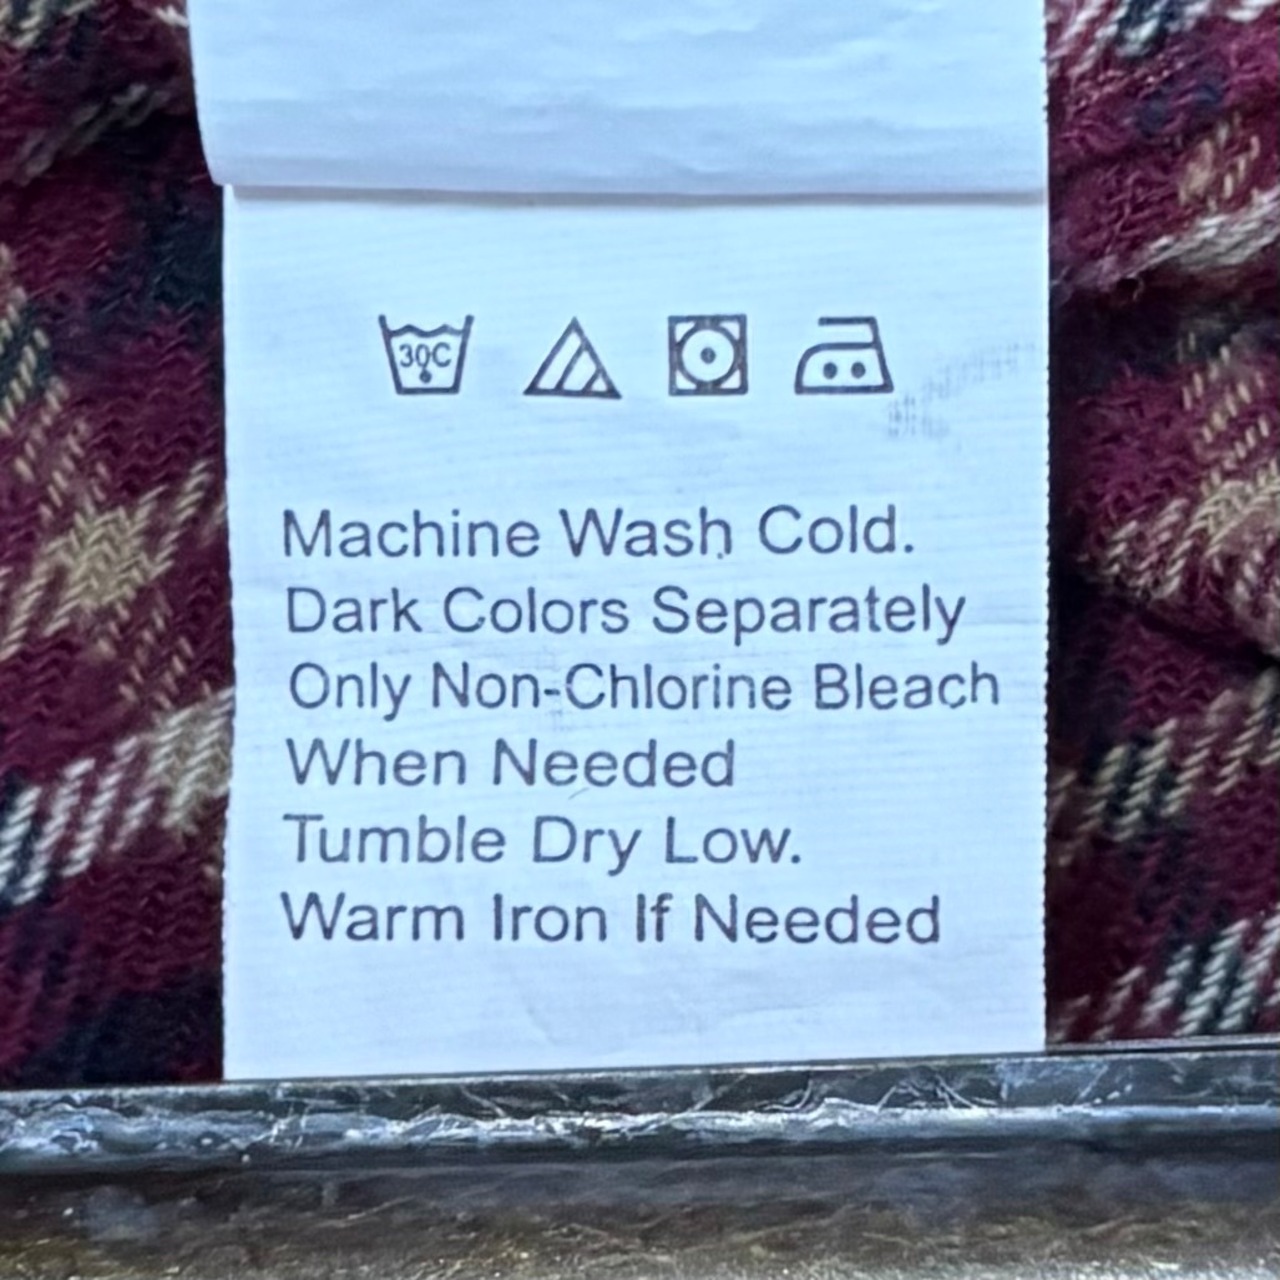 30C
Machine Wash Cold.
Dark Colors Separately
Only Non-Chlorine Bleach
When Needed
Tumble Dry Low.
Warm Iron If Needed